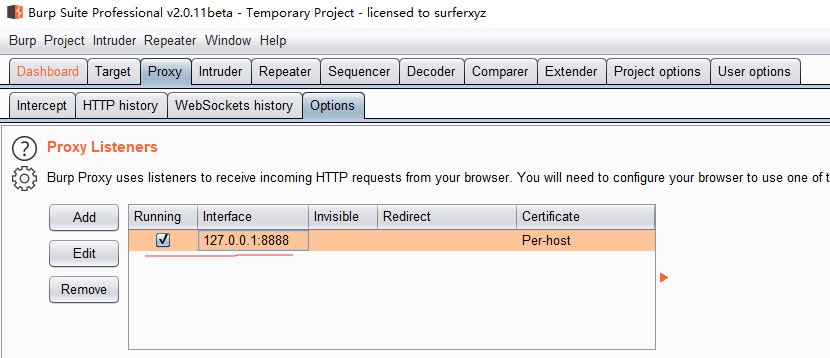 Burp Suite Professional v2.0.11beta - Temporary Project - licensed to surferxyz
Burp Project Intruder Repeater Window Help
Dashboard Target Proxy Intruder Repeater Sequencer Decoder Comparer Extender Project options User options
Intercept HTTP history WebSockets history Options
? Proxy Listeners
Burp Proxy uses listeners to receive incoming HTTP requests from your browser. You will need to configure your browser to use one of t
Add Running Interface Invisible Redirect Certificate
127.0.0.1:8888 Per-host
Edit
Remove